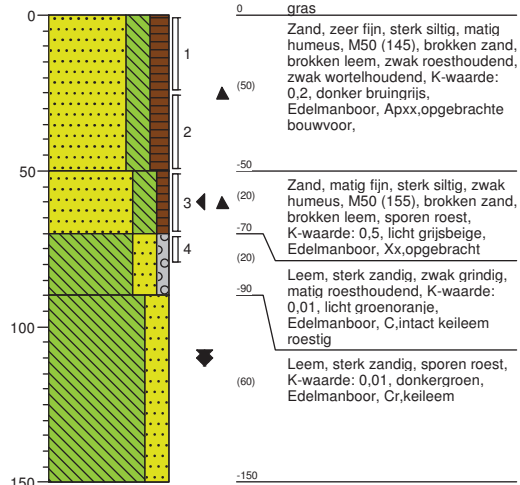 0
50
100
150
1
2
3
4
0
gras
(50)
Zand, zeer fijn, sterk siltig, matig
humeus, M50 (145), brokken zand,
brokken leem, zwak roesthoudend,
zwak wortelhoudend, K-waarde:
0,2, donker bruingrijs,
Edelmanboor, Apxx,opgebrachte
bouwvoor,
-50
(20)
Zand, matig fijn, sterk siltig, zwak
humeus, M50 (155), brokken zand,
brokken leem, sporen roest,
K-waarde: 0,5, licht grijsbeige,
Edelmanboor, Xx,opgebracht
-70
(20)
Leem, sterk zandig, zwak grindig,
matig roesthoudend, K-waarde:
0,01, licht groenoranje,
Edelmanboor, C,intact keileem
roestig
-90
(60)
Leem, sterk zandig, sporen roest,
K-waarde: 0,01, donkergroen,
Edelmanboor, Cr,keileem
-150